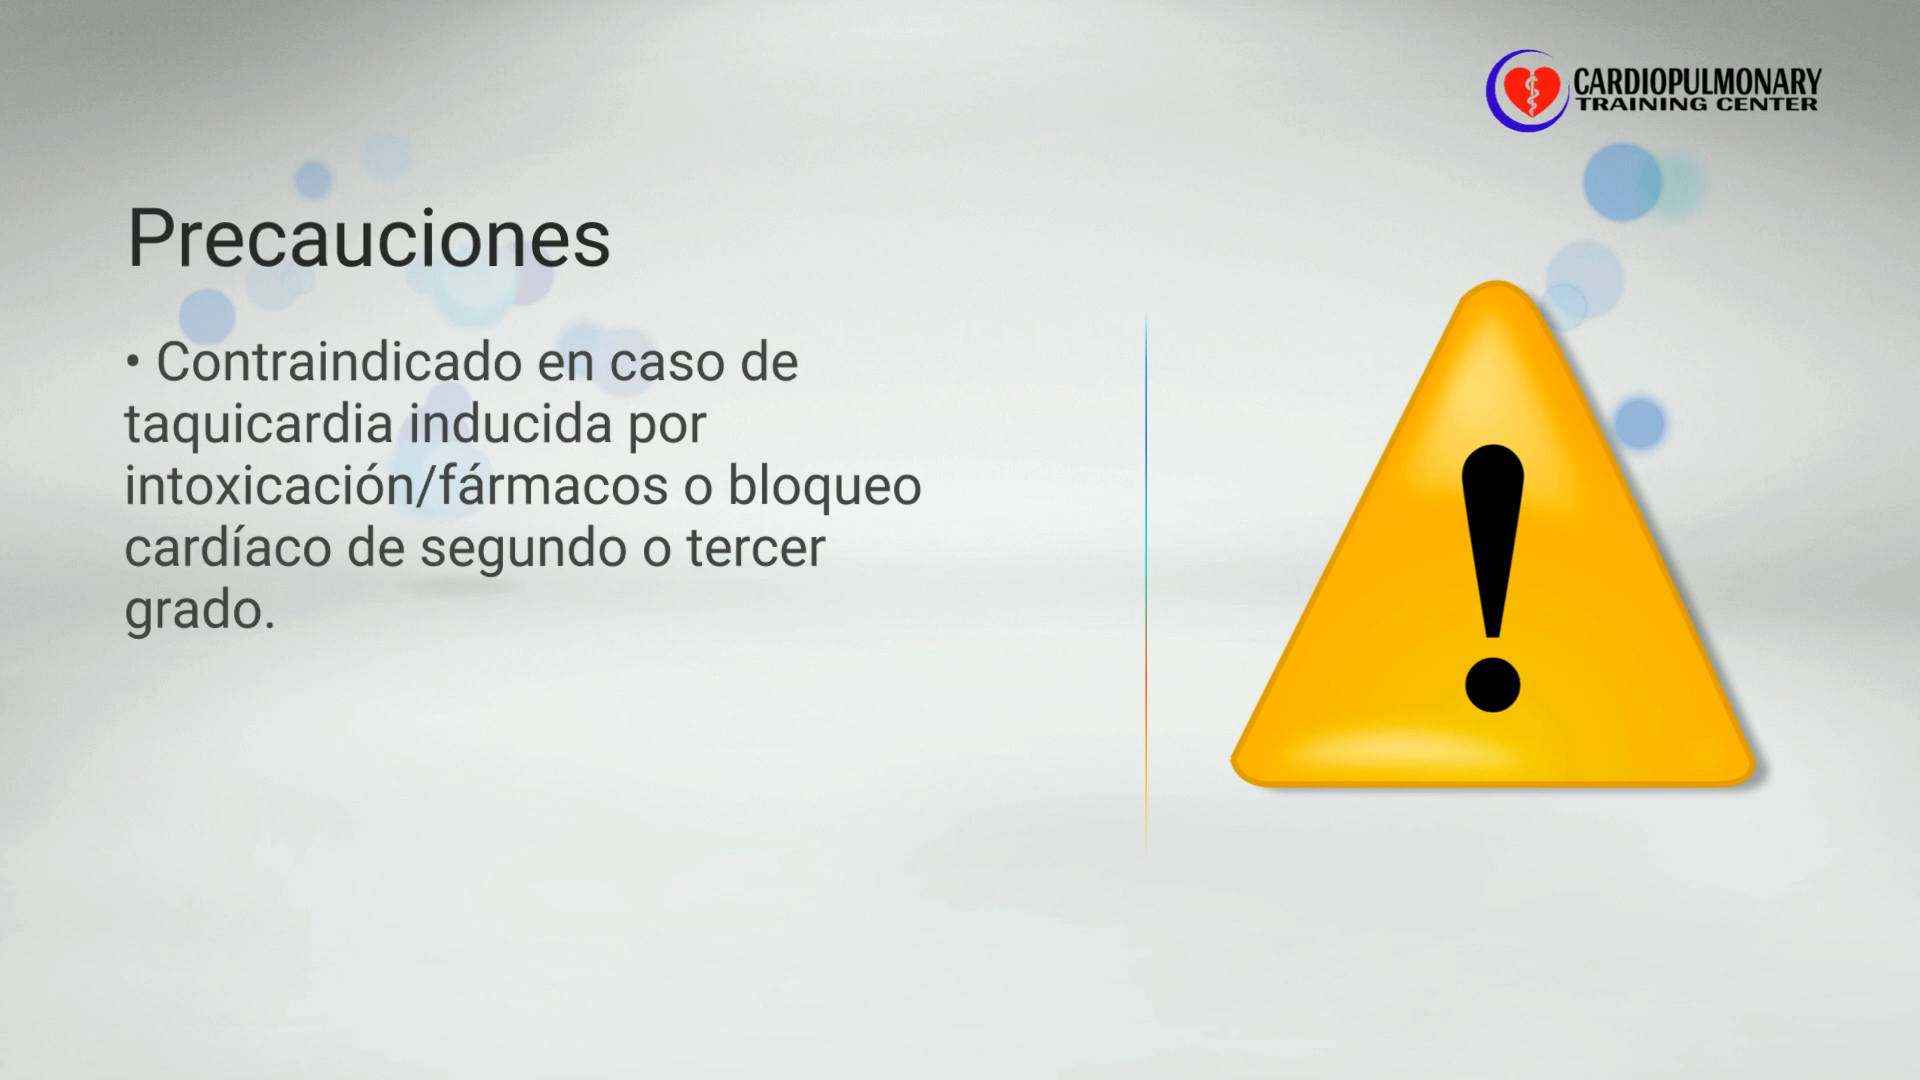 CARDIOPULMONARY
TRAINING CENTER
Precauciones
• Contraindicado en caso de
taquicardia inducida por
intoxicación/fármacos o bloqueo
cardíaco de segundo o tercer
grado.
!